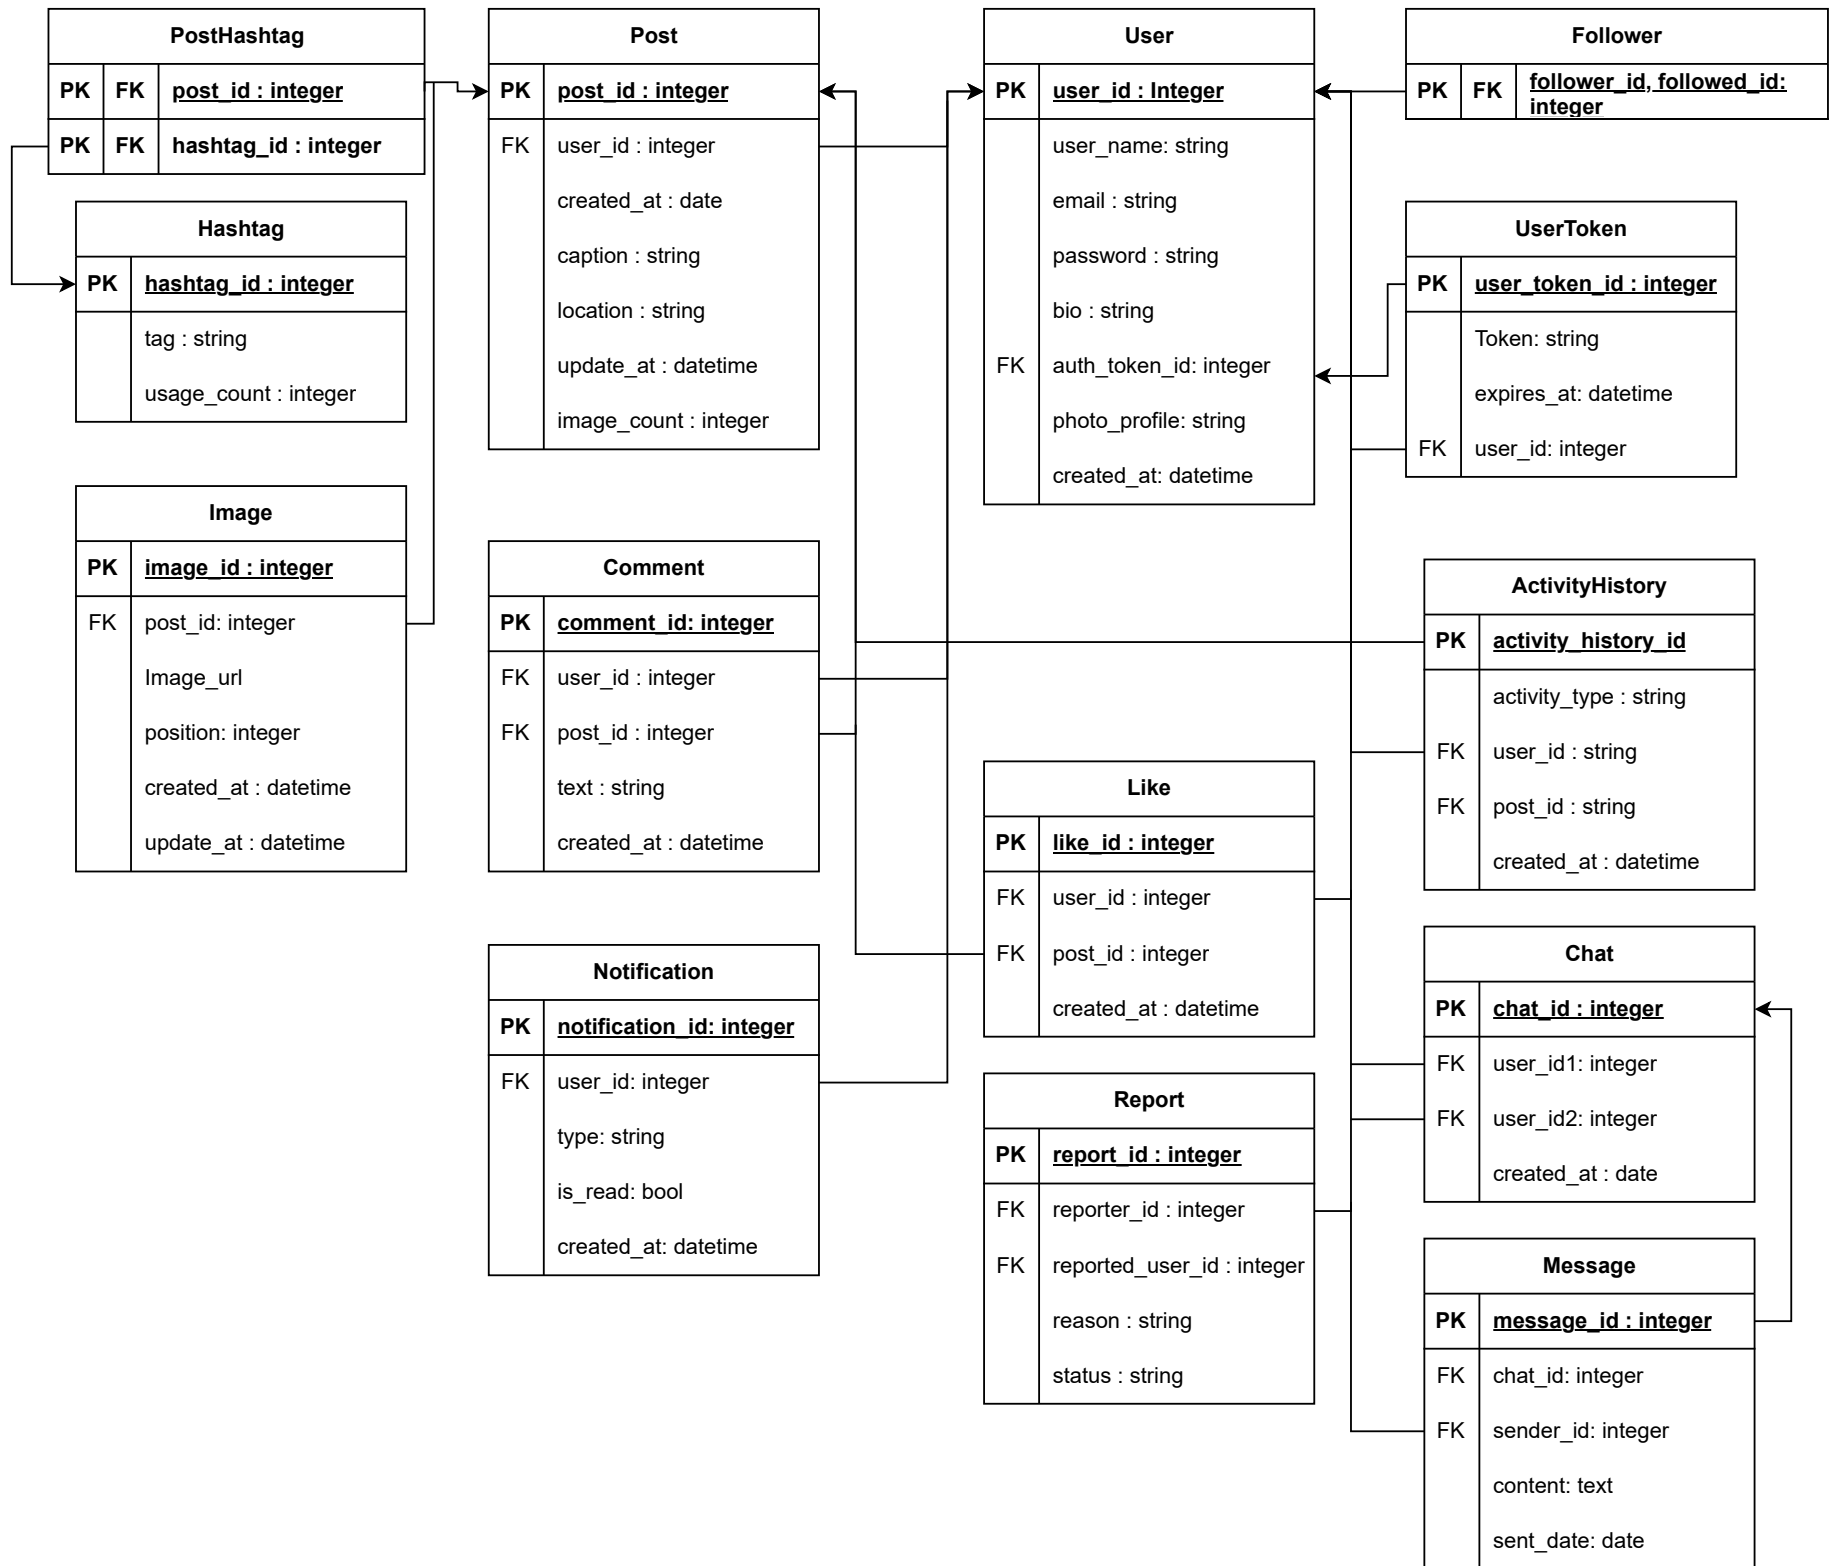 PostHashtag
PK FK post_id : integer
PK FK hashtag_id : integer
Hashtag
PK hashtag_id : integer
tag : string
usage_count : integer
Image
PK image_id : integer
FK post_id: integer
Image_url
position: integer
created_at : datetime
update_at : datetime
Post
PK post_id : integer
FK user_id : integer
created_at : date
caption : string
location : string
update_at : datetime
image_count : integer
Comment
PK comment_id: integer
FK user_id : integer
FK post_id : integer
text : string
created_at : datetime
Notification
PK notification_id: integer
FK user_id: integer
type: string
is_read: bool
created_at: datetime
User
PK user_id : Integer
user_name: string
email : string
password : string
bio : string
FK auth_token_id: integer
photo_profile: string
created_at: datetime
Like
PK like_id : integer
FK user_id : integer
FK post_id : integer
created_at : datetime
Report
PK report_id : integer
FK reporter_id : integer
FK reported_user_id : integer
reason : string
status : string
Follower
PK FK follower_id, followed_id:
integer
UserToken
PK user_token_id : integer
Token: string
expires_at: datetime
FK user_id: integer
ActivityHistory
PK activity_history_id
activity_type : string
FK user_id : string
FK post_id : string
created_at : datetime
Chat
PK chat_id : integer
FK user_id1: integer
FK user_id2: integer
created_at : date
Message
PK message_id : integer
FK chat_id: integer
FK sender_id: integer
content: text
sent_date: date